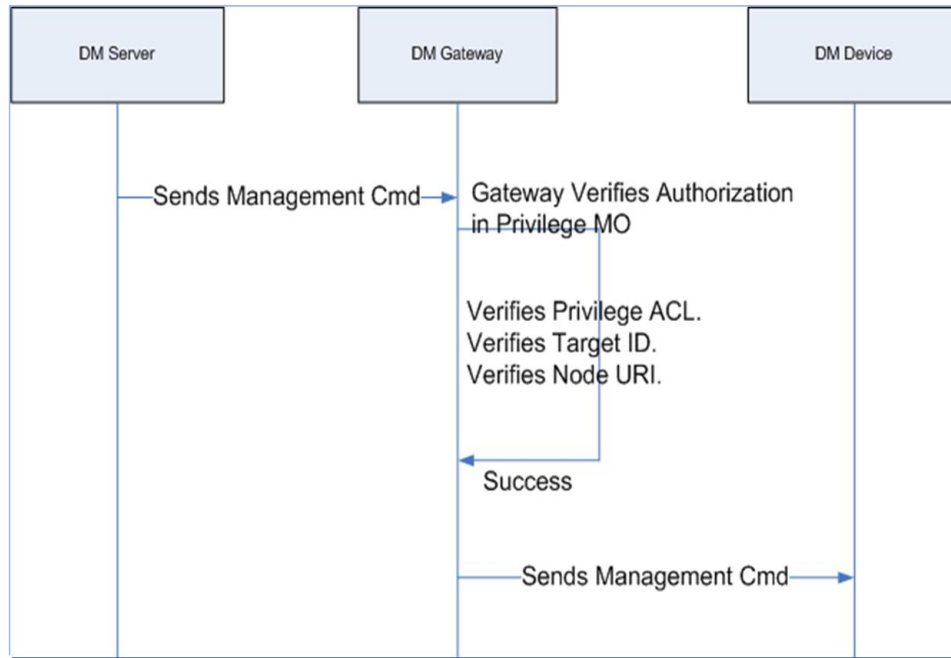 DM Server
DM Gateway
DM Device
Sends Management Cmd
Gateway Verifies Authorization
in Privilege MO
Verifies Privilege ACL.
Verifies Target ID.
Verifies Node URI.
Success
Sends Management Cmd